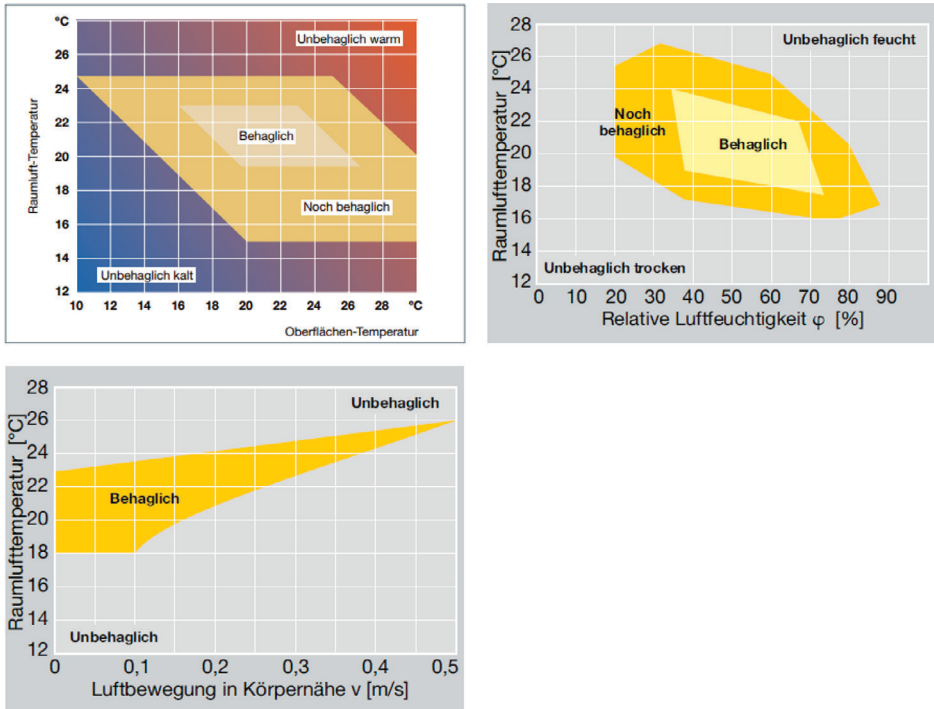 °C
Unbehaglich warm
26
24
22
20
18
16
14
12
Raumluft-Temperatur
Behaglich
Noch behaglich
Unbehaglich kalt
10 12 14 16 18 20 22 24 26 28 °C
Oberflächen-Temperatur
28
26
24
22
20
18
16
14
12
Raumlufttemperatur [°C]
Unbehaglich feucht
Noch
behaglich
Behaglich
Unbehaglich trocken
0 10 20 30 40 50 60 70 80 90
Relative Luftfeuchtigkeit φ [%]
28
26
24
22
20
18
16
14
12
Raumlufttemperatur [°C]
Unbehaglich
Behaglich
Unbehaglich
0 0,1 0,2 0,3 0,4 0,5
Luftbewegung in Körpernähe v [m/s]